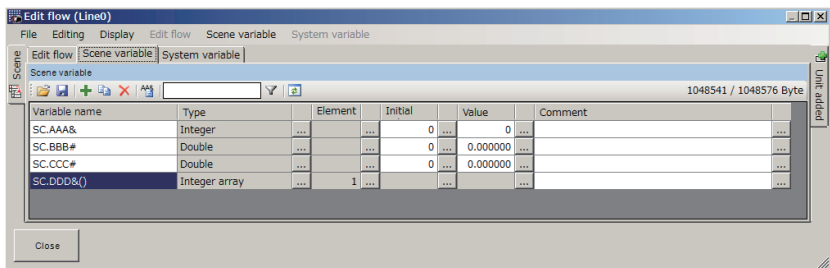 Edit flow (Line0)
File Editing Display Edit flow Scene variable System variable
Scene
Edit flow Scene variable System variable
Scene variable
AAA 1048541 / 1048576 Byte
Unit added
Variable name Type Element Initial Value Comment
SC.AAA& Integer ... ... 0 ... 0 ... ...
SC.BBB# Double ... ... 0 ... 0.000000 ... ...
SC.CCC# Double ... ... 0 ... 0.000000 ... ...
SC.DDD&() Integer array ... 1 ... ... ... ...
Close